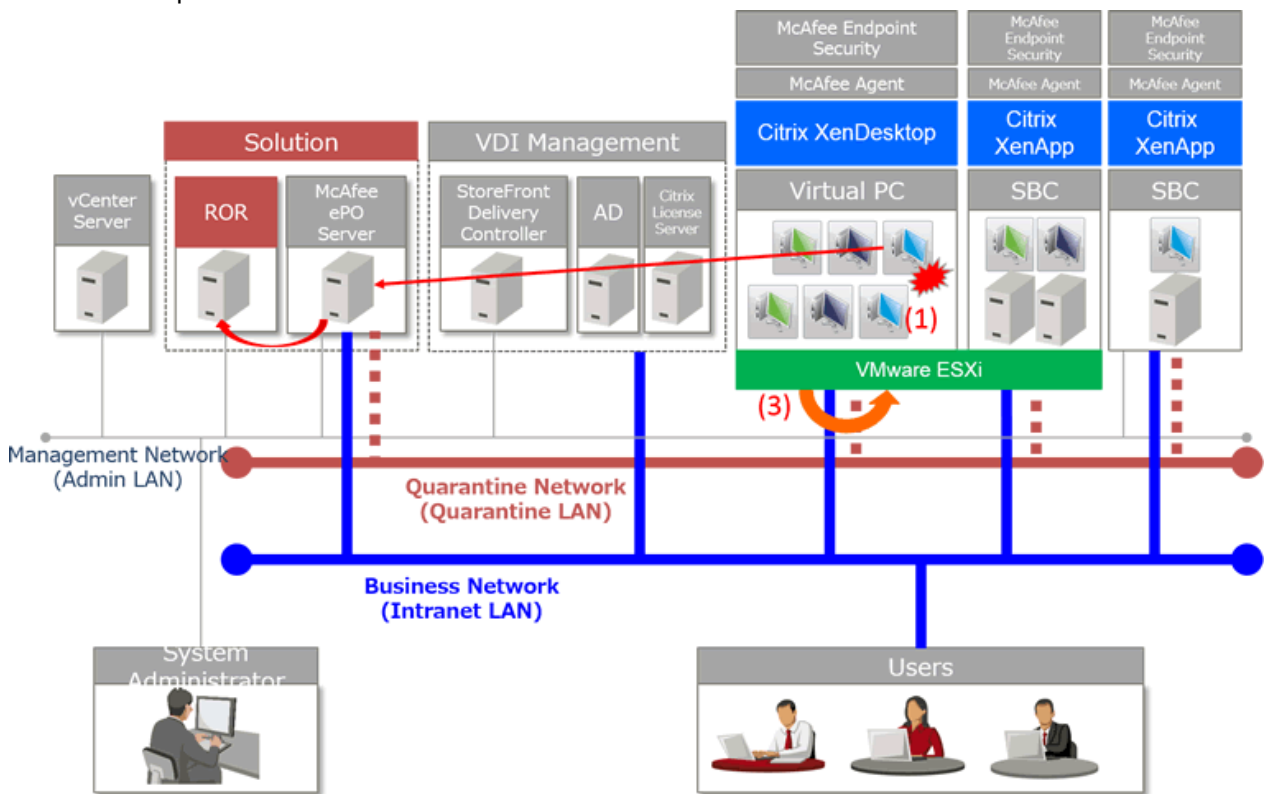 McAfee Endpoint
Security
McAfee
Endpoint
Security
McAfee
Endpoint
Security
McAfee Agent
McAfee Agent
McAfee Agent
Citrix XenDesktop
Citrix
XenApp
Citrix
XenApp
Solution
VDI Management
vCenter
Server
ROR
McAfee
ePO
Server
StoreFront
Delivery
Controller
AD
Citrix
License
Server
Virtual PC
SBC
SBC
(1)
VMware ESXi
(3)
Management Network
(Admin LAN)
Quarantine Network
(Quarantine LAN)
Business Network
(Intranet LAN)
System
Administrator
Users